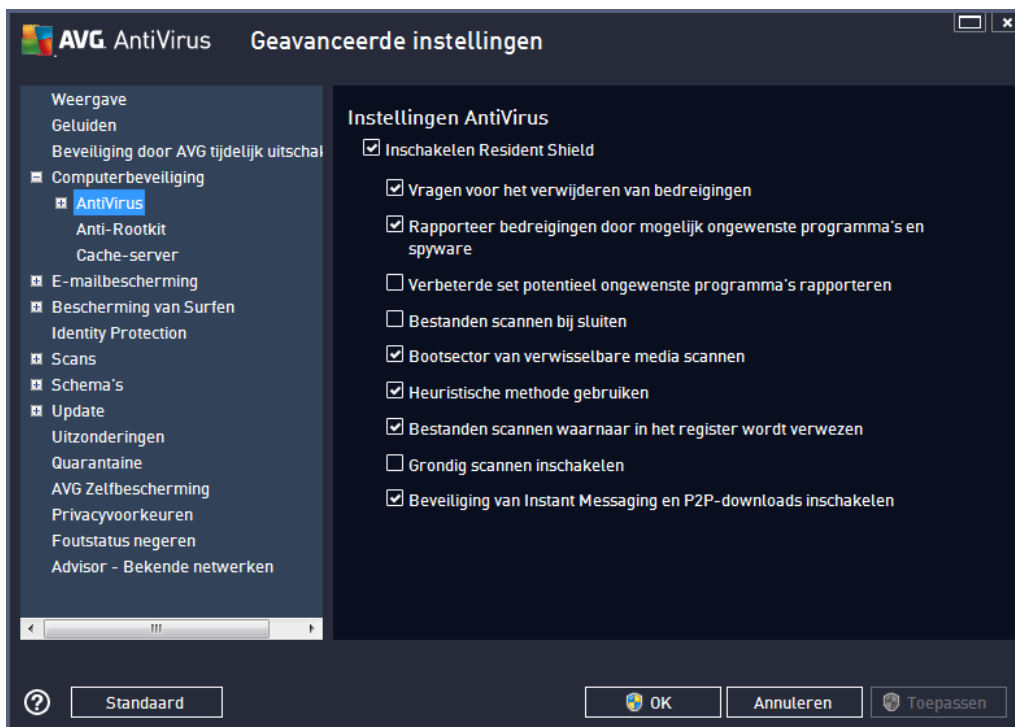 AVG. AntiVirus
Geavanceerde instellingen
Weergave
Geluiden
Beveiliging door AVG tijdelijk uitschal
Computerbeveiliging
AntiVirus
Anti-Rootkit
Cache-server
E-mailbescherming
Bescherming van Surfen
Identity Protection
Scans
Schema's
Update
Uitzonderingen
Quarantaine
AVG Zelfbescherming
Privacyvoorkeuren
Foutstatus negeren
Advisor - Bekende netwerken
Instellingen AntiVirus
Inschakelen Resident Shield
Vragen voor het verwijderen van bedreigingen
Rapporteer bedreigingen door mogelijk ongewenste programma's en
spyware
Verbeterde set potentieel ongewenste programma's rapporteren
Bestanden scannen bij sluiten
Bootsector van verwisselbare media scannen
Heuristische methode gebruiken
Bestanden scannen waarnaar in het register wordt verwezen
Grondig scannen inschakelen
Beveiliging van Instant Messaging en P2P-downloads inschakelen
?
Standaard
OK
Annuleren
Toepassen